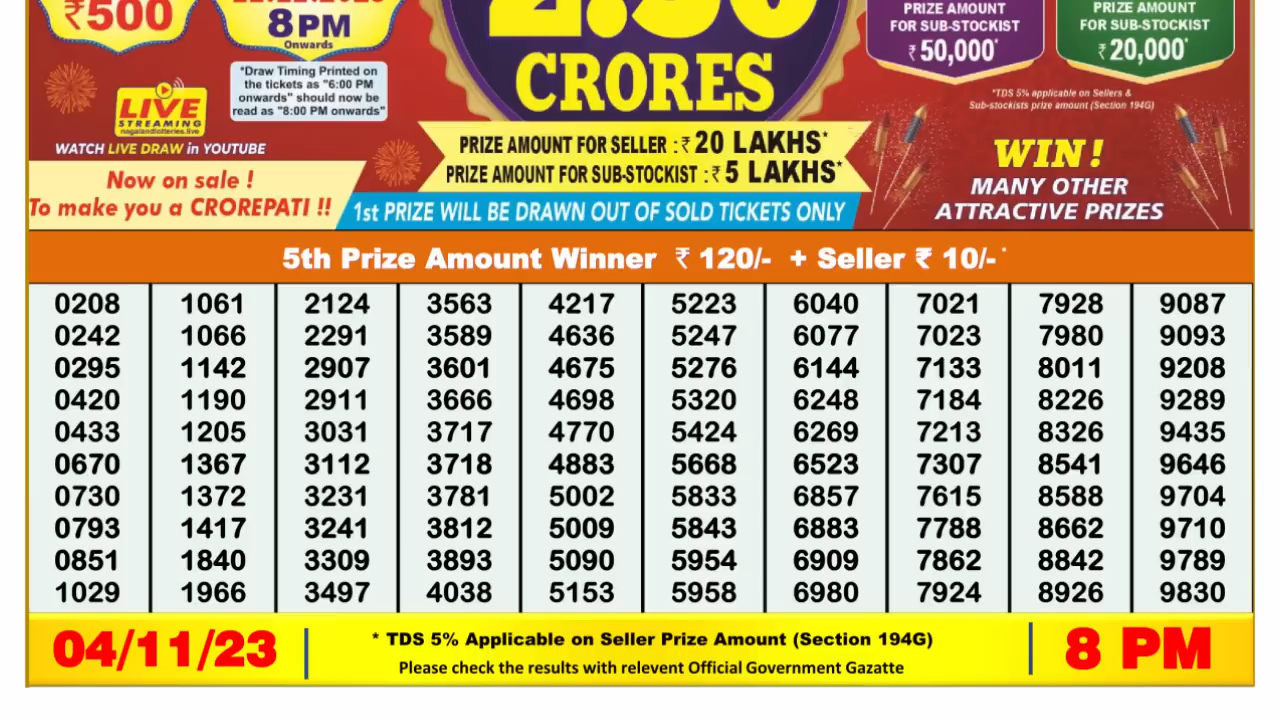 ₹500
8PM
Onwards
*Draw Timing Printed on
the tickets as "6:00 PM
onwards" should now be
read as "8:00 PM onwards"
LIVE
STREAMING
nagalandlotteries.live
WATCH LIVE DRAW in YOUTUBE
Now on sale !
To make you a CROREPATI !!
CRORES
PRIZE AMOUNT FOR SELLER : ₹ 20 LAKHS*
PRIZE AMOUNT FOR SUB-STOCKIST : ₹ 5 LAKHS*
1st PRIZE WILL BE DRAWN OUT OF SOLD TICKETS ONLY
PRIZE AMOUNT
FOR SUB-STOCKIST
₹ 50,000*
PRIZE AMOUNT
FOR SUB-STOCKIST
₹ 20,000*
*TDS 5% applicable on Sellers &
Sub-stockists prize amount (Section 194G)
WIN !
MANY OTHER
ATTRACTIVE PRIZES
5th Prize Amount Winner ₹ 120/- + Seller ₹ 10/- *
0208 1061 2124 3563 4217 5223 6040 7021 7928 9087
0242 1066 2291 3589 4636 5247 6077 7023 7980 9093
0295 1142 2907 3601 4675 5276 6144 7133 8011 9208
0420 1190 2911 3666 4698 5320 6248 7184 8226 9289
0433 1205 3031 3717 4770 5424 6269 7213 8326 9435
0670 1367 3112 3718 4883 5668 6523 7307 8541 9646
0730 1372 3231 3781 5002 5833 6857 7615 8588 9704
0793 1417 3241 3812 5009 5843 6883 7788 8662 9710
0851 1840 3309 3893 5090 5954 6909 7862 8842 9789
1029 1966 3497 4038 5153 5958 6980 7924 8926 9830
04/11/23
* TDS 5% Applicable on Seller Prize Amount (Section 194G)
Please check the results with relevent Official Government Gazatte
8 PM